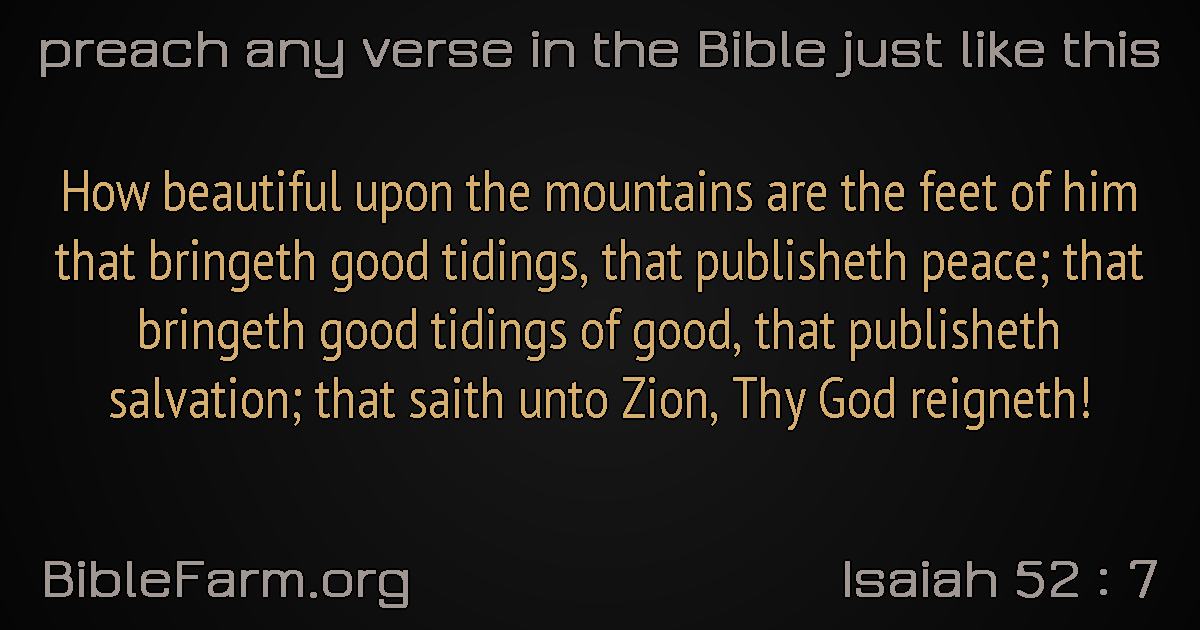 preach any verse in the Bible just like this
How beautiful upon the mountains are the feet of him
that bringeth good tidings, that publisheth peace; that
bringeth good tidings of good, that publisheth
salvation; that saith unto Zion, Thy God reigneth!
BibleFarm.org
Isaiah 52 : 7